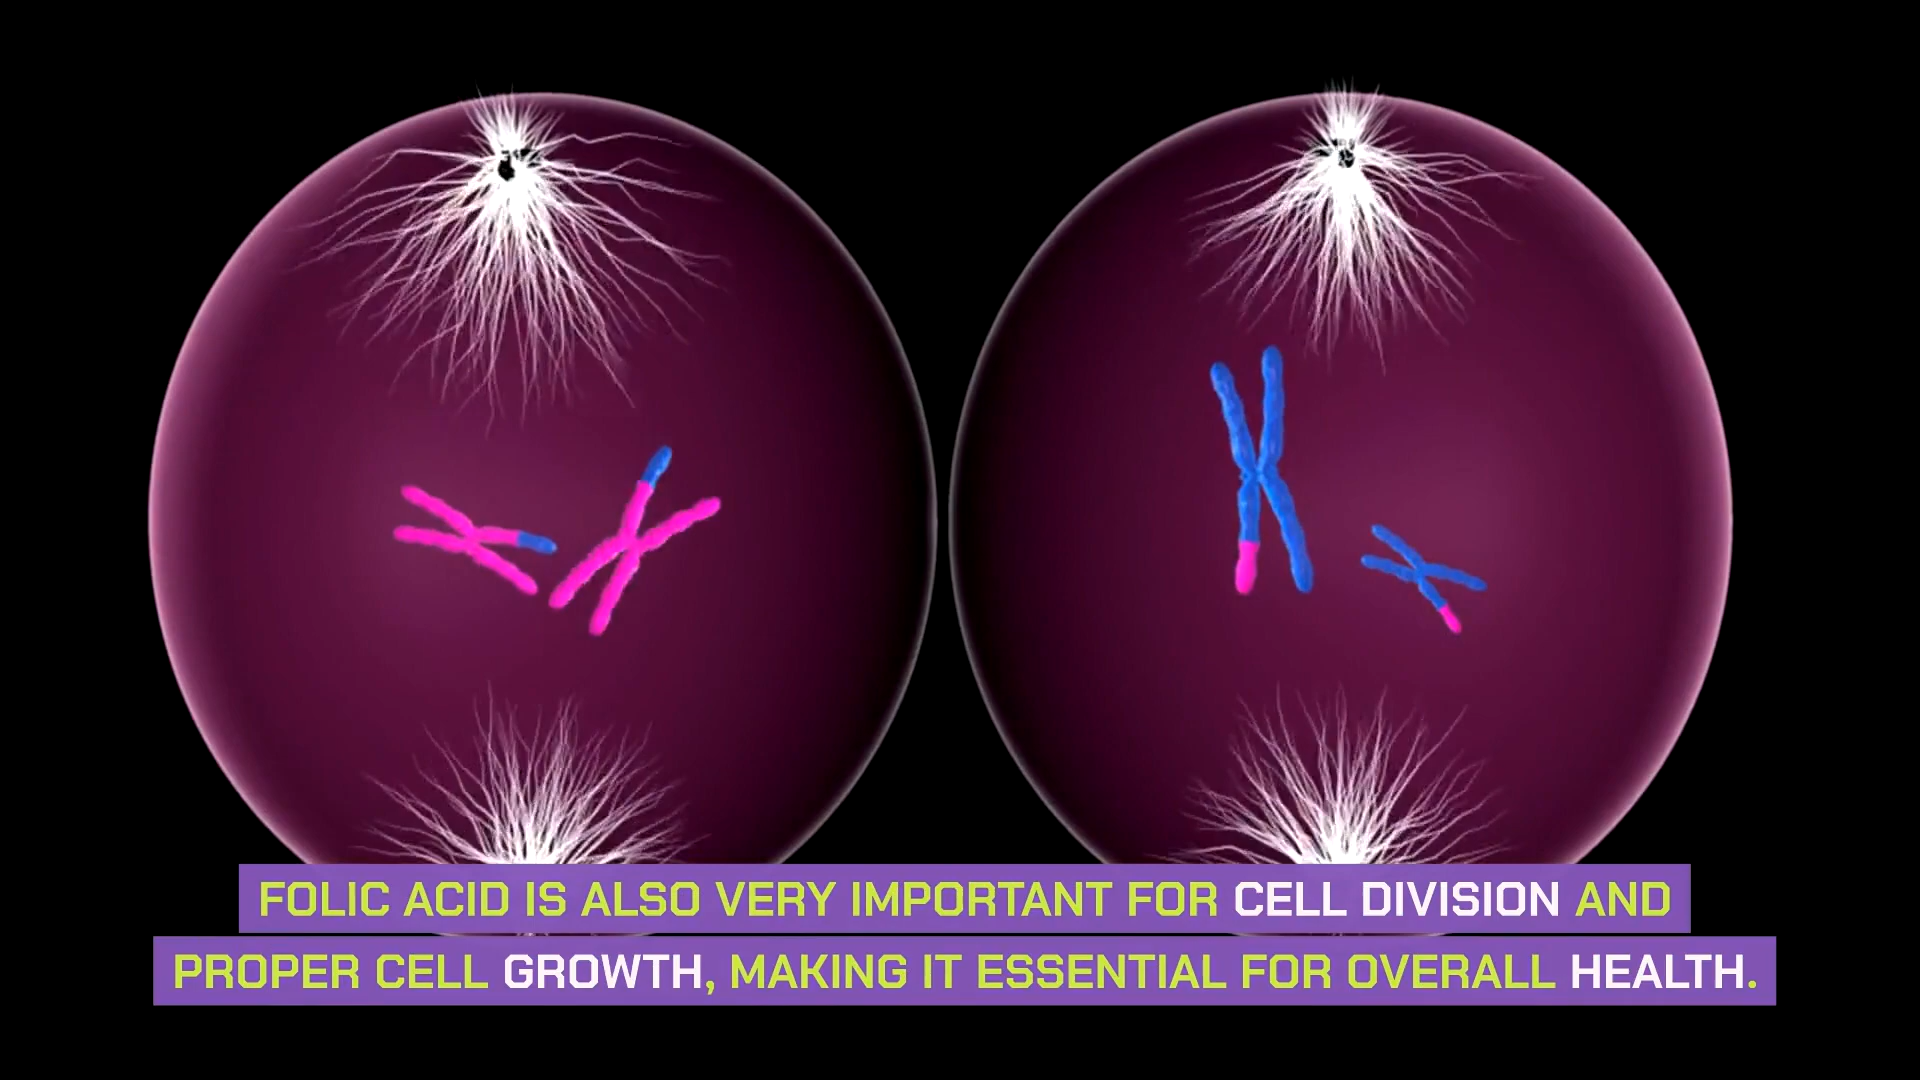 FOLIC ACID IS ALSO VERY IMPORTANT FOR CELL DIVISION AND
PROPER CELL GROWTH, MAKING IT ESSENTIAL FOR OVERALL HEALTH.